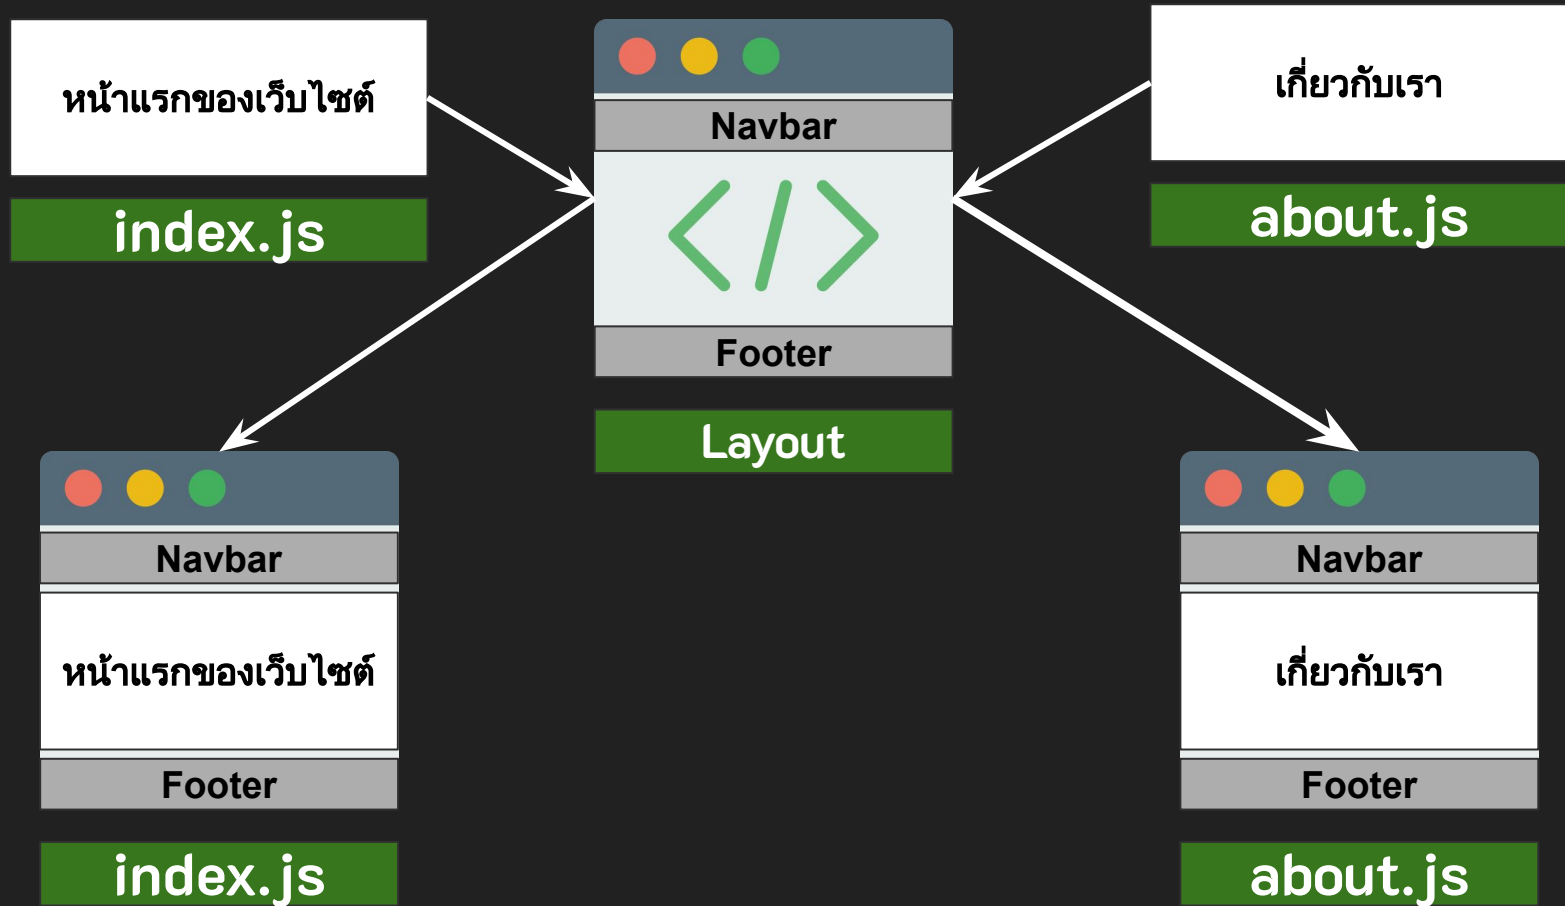 หน้าแรกของเว็บไซต์
index.js
Navbar
</>
Footer
Layout
เกี่ยวกับเรา
about.js
Navbar
หน้าแรกของเว็บไซต์
Footer
index.js
Navbar
เกี่ยวกับเรา
Footer
about.js